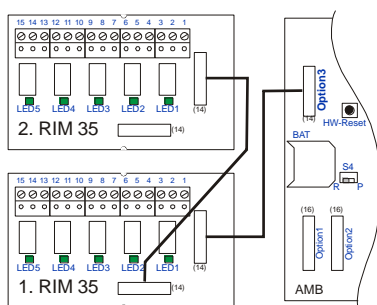 15 14 13 12 11 10 9 8 7 6 5 4 3 2 1
LED5 LED4 LED3 LED2 LED1
(14)
2. RIM 35
(14)
15 14 13 12 11 10 9 8 7 6 5 4 3 2 1
LED5 LED4 LED3 LED2 LED1
(14)
1. RIM 35
(14)
Option3
(14)
HW-Reset
BAT
S4
R P
(16) (16)
Option1
Option2
AMB